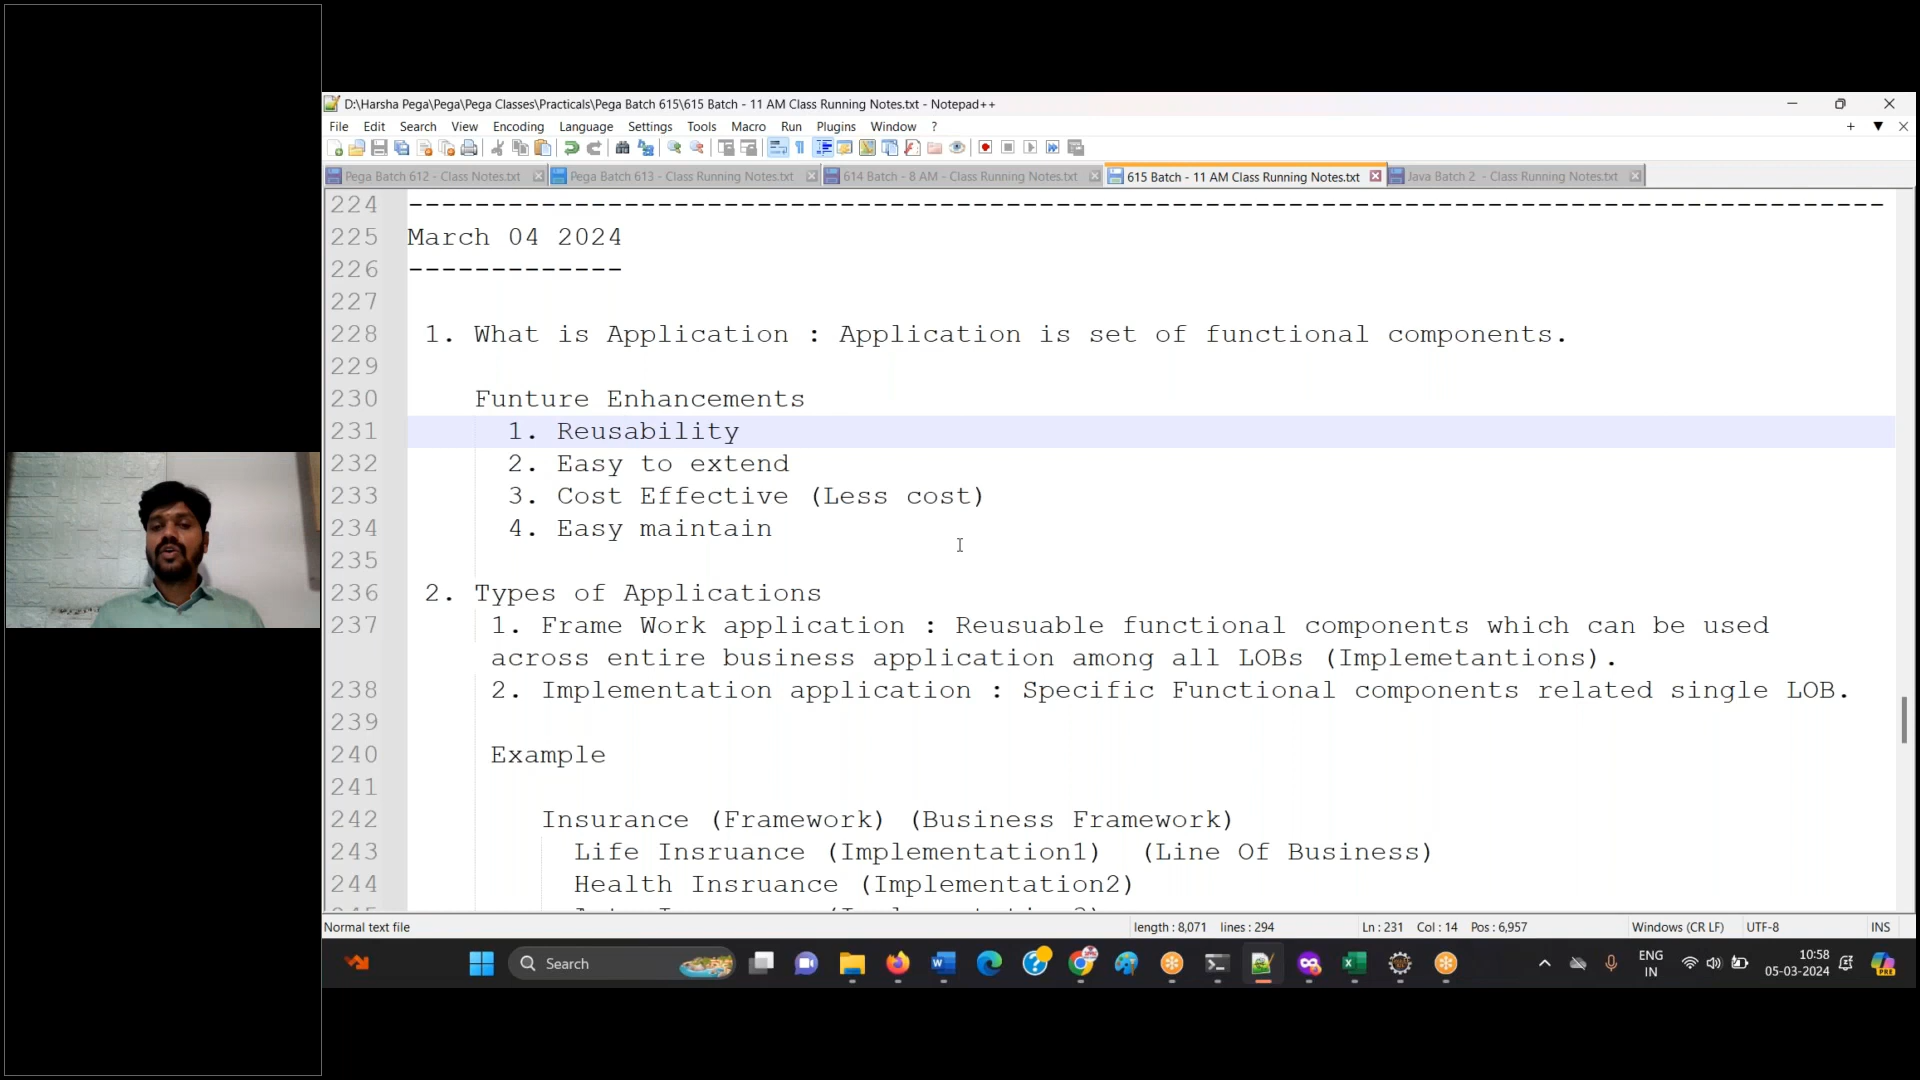 D:\Harsha Pega\Pega\Pega Classes\Practicals\Pega Batch 615\615 Batch - 11 AM Class Running Notes.txt - Notepad++
File Edit Search View Encoding Language Settings Tools Macro Run Plugins Window ?
Pega Batch 612 - Class Notes.txt Pega Batch 613 - Class Running Notes.txt 614 Batch - 8 AM - Class Running Notes.txt 615 Batch - 11 AM Class Running Notes.txt Java Batch 2 - Class Running Notes.txt
224 -----------------------------------------------------------------------------------------
225 March 04 2024
226 -------------
227
228 1. What is Application : Application is set of functional components.
229
230 Funture Enhancements
231 1. Reusability
232 2. Easy to extend
233 3. Cost Effective (Less cost)
234 4. Easy maintain
235
236 2. Types of Applications
237 1. Frame Work application : Reusuable functional components which can be used
across entire business application among all LOBs (Implemetantions).
238 2. Implementation application : Specific Functional components related single LOB.
239
240 Example
241
242 Insurance (Framework) (Business Framework)
243 Life Insruance (Implementation1) (Line Of Business)
244 Health Insruance (Implementation2)
Normal text file length : 8,071 lines : 294 Ln : 231 Col : 14 Pos : 6,957 Windows (CR LF) UTF-8 INS
Search ENG IN 10:58 05-03-2024